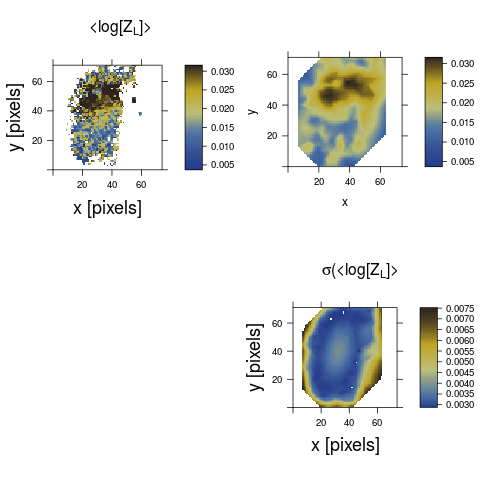 <log[Z_L]>
0.030
0.025
0.020
0.015
0.010
0.005
60
40
20
y [pixels]
20 40 60
x [pixels]
0.030
0.025
0.020
0.015
0.010
0.005
60
40
20
y
20 40 60
x
σ(<log[Z_L]>
0.0075
0.0070
0.0065
0.0060
0.0055
0.0050
0.0045
0.0040
0.0035
0.0030
60
40
20
y [pixels]
20 40 60
x [pixels]